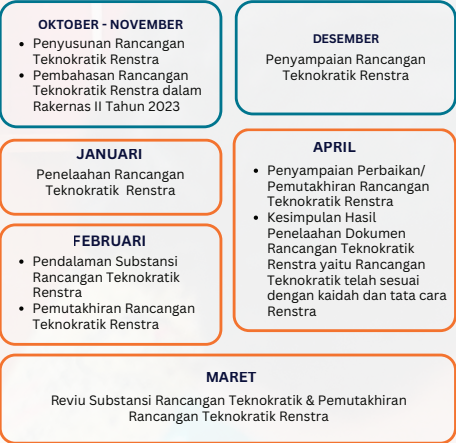 OKTOBER - NOVEMBER
• Penyusunan Rancangan
Teknokratik Renstra
• Pembahasan Rancangan
Teknokratik Renstra dalam
Rakernas II Tahun 2023
DESEMBER
Penyampaian Rancangan
Teknokratik Renstra
JANUARI
Penelaahan Rancangan
Teknokratik Renstra
FEBRUARI
• Pendalaman Substansi
Rancangan Teknokratik
Renstra
• Pemutakhiran Rancangan
Teknokratik Renstra
APRIL
• Penyampaian Perbaikan/
Pemutakhiran Rancangan
Teknokratik Renstra
• Kesimpulan Hasil
Penelaahan Dokumen
Rancangan Teknokratik
Renstra yaitu Rancangan
Teknokratik telah sesuai
dengan kaidah dan tata cara
Renstra
MARET
Reviu Substansi Rancangan Teknokratik & Pemutakhiran
Rancangan Teknokratik Renstra